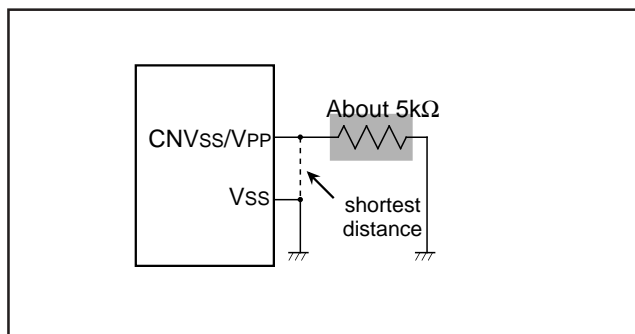 About 5kΩ
CNVSS/VPP
VSS
shortest
distance